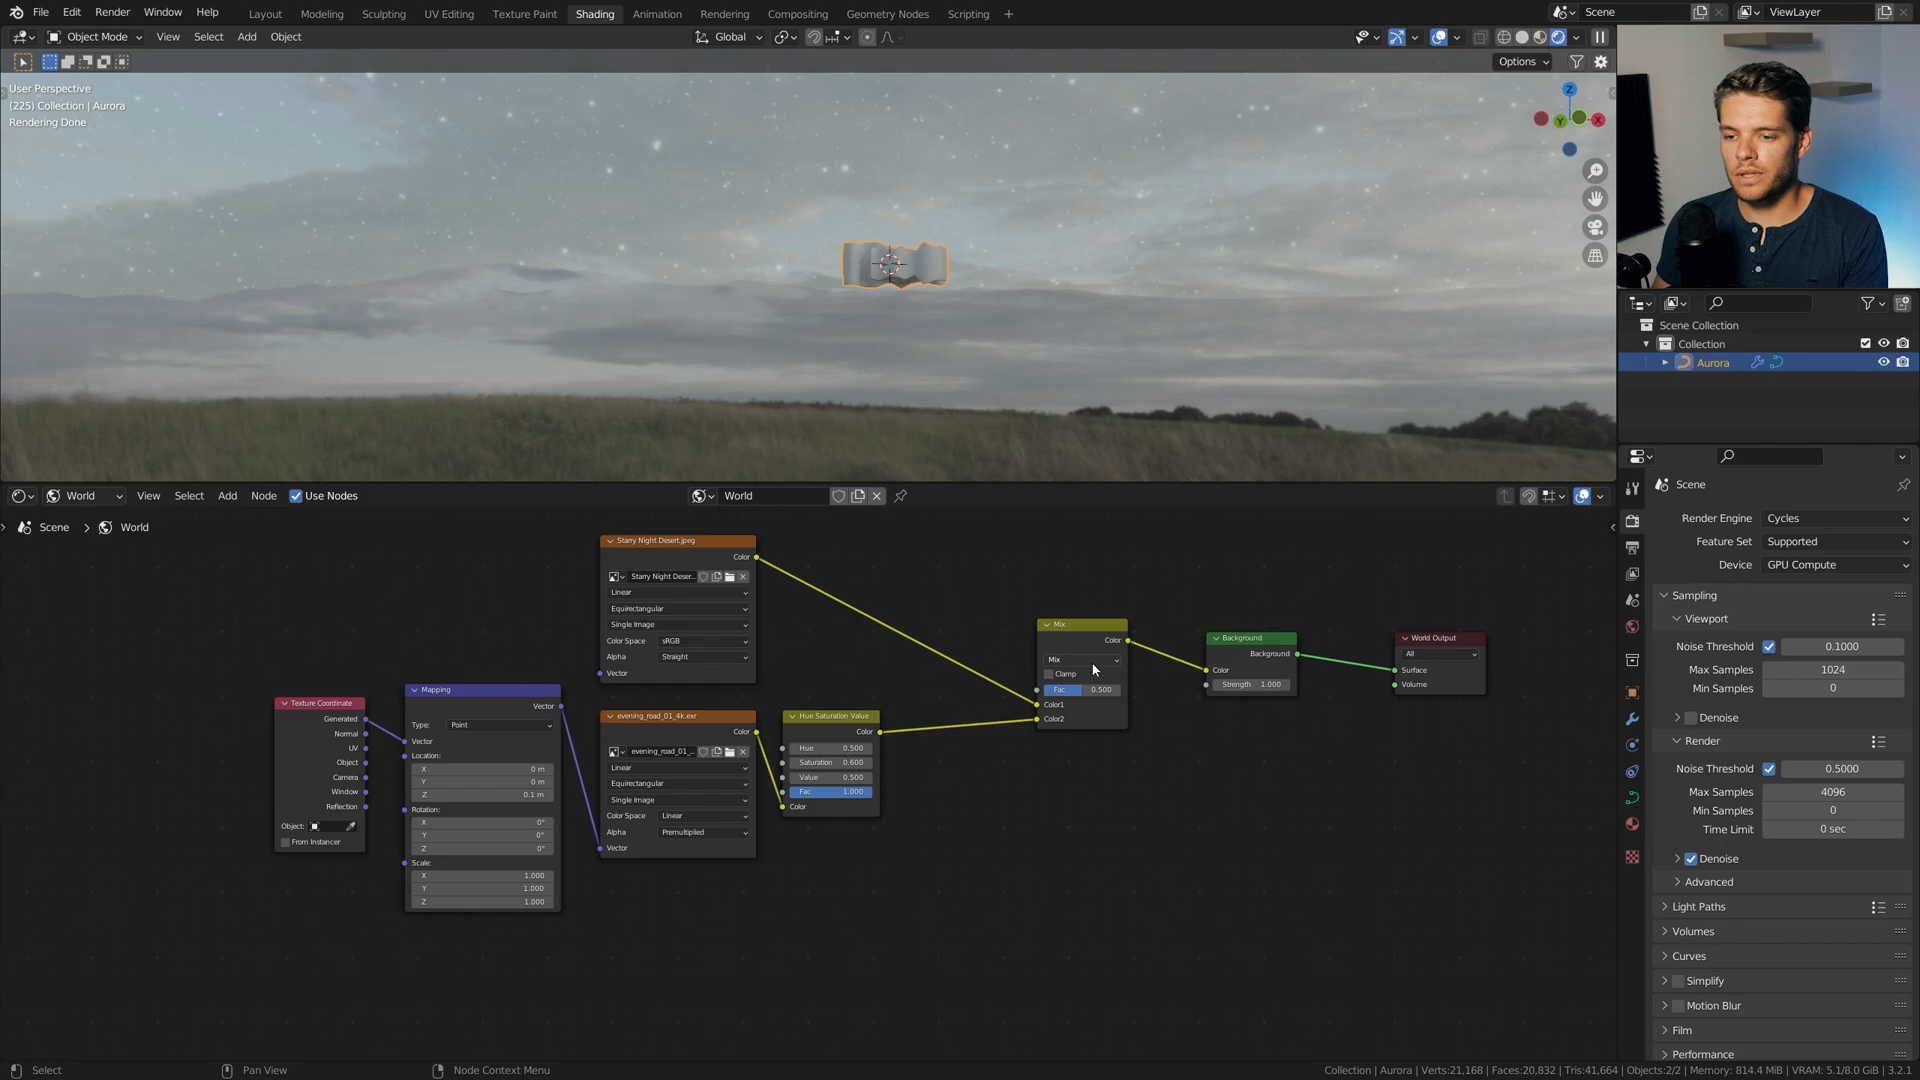 File Edit Render Window Help Layout Modeling Sculpting UV Editing Texture Paint Shading Animation Rendering Compositing Geometry Nodes Scripting + Scene ViewLayer
Object Mode View Select Add Object Global
Options
User Perspective
(225) Collection | Aurora
Rendering Done
Z
Y X
Scene Collection
Collection
Aurora
Scene
Render Engine Cycles
Feature Set Supported
Device GPU Compute
Sampling
Viewport
Noise Threshold 0.1000
Max Samples 1024
Min Samples 0
Denoise
Render
Noise Threshold 0.5000
Max Samples 4096
Min Samples 0
Time Limit 0 sec
Denoise
Advanced
Light Paths
Volumes
Curves
Simplify
Motion Blur
Film
Performance
World View Select Add Node Use Nodes World
Scene > World
Texture Coordinate
Generated
Normal
UV
Object
Camera
Window
Reflection
Object:
From Instancer
Mapping
Vector
Type: Point
Vector
Location:
X 0 m
Y 0 m
Z 0.1 m
Rotation:
X 0°
Y 0°
Z 0°
Scale:
X 1.000
Y 1.000
Z 1.000
Starry Night Desert.jpeg
Color
Starry Night Deser...
Linear
Equirectangular
Single Image
Color Space sRGB
Alpha Straight
Vector
evening_road_01_4k.exr
Color
evening_road_01_...
Linear
Equirectangular
Single Image
Color Space Linear
Alpha Premultiplied
Vector
Hue Saturation Value
Color
Hue 0.500
Saturation 0.600
Value 0.500
Fac 1.000
Color
Mix
Color
Mix
Clamp
Fac 0.500
Color1
Color2
Background
Background
Color
Strength 1.000
World Output
All
Surface
Volume
Select Pan View Node Context Menu Collection | Aurora | Verts:21,168 | Faces:20,832 | Tris:41,664 | Objects:2/2 | Memory: 814.4 MiB | VRAM: 5.1/8.0 GiB | 3.2.1